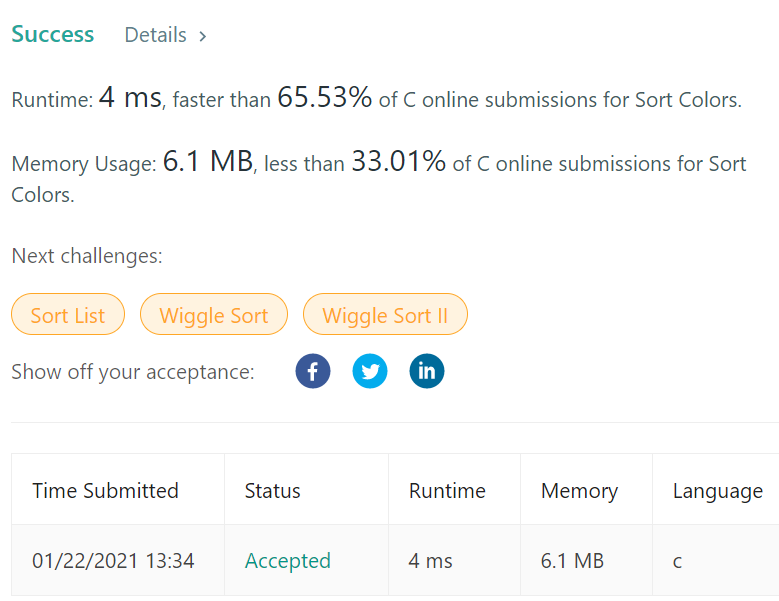 Success Details >
Runtime: 4 ms, faster than 65.53% of C online submissions for Sort Colors.
Memory Usage: 6.1 MB, less than 33.01% of C online submissions for Sort
Colors.
Next challenges:
Sort List Wiggle Sort Wiggle Sort II
Show off your acceptance: f in
Time Submitted Status Runtime Memory Language
01/22/2021 13:34 Accepted 4 ms 6.1 MB c